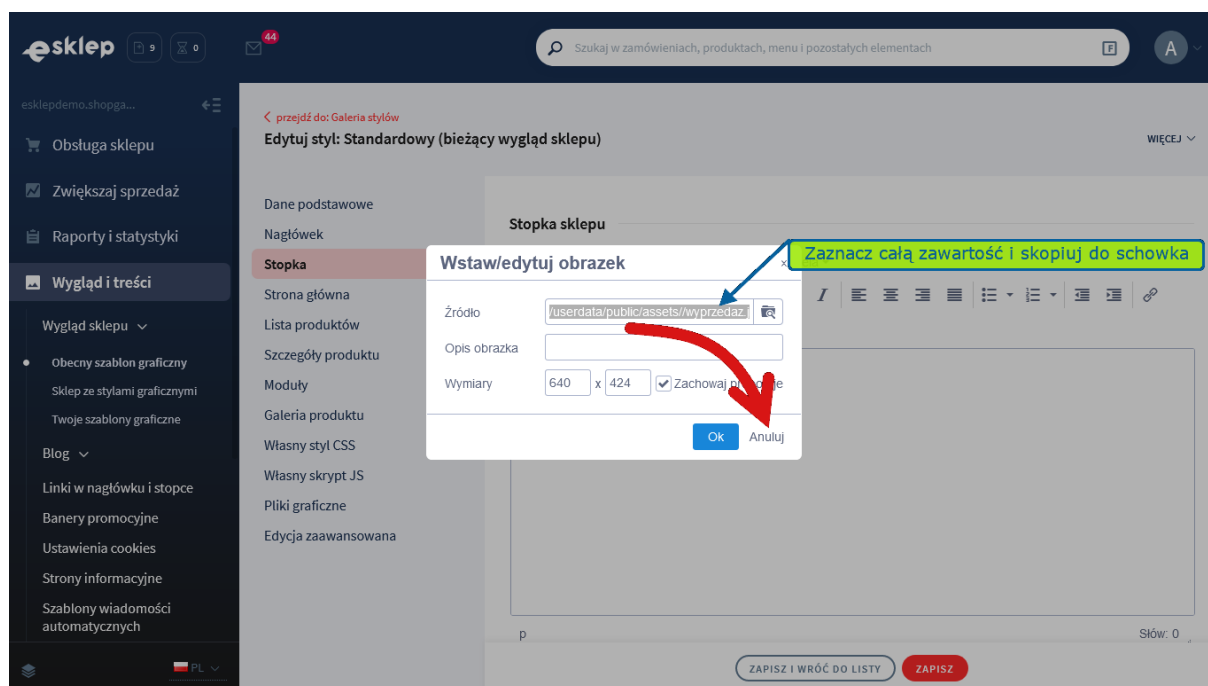 esklep 9 0 44
Szukaj w zamówieniach, produktach, menu i pozostałych elementach F A
esklepdemo.shopga...
Obsługa sklepu
Zwiększaj sprzedaż
Raporty i statystyki
Wygląd i treści
Wygląd sklepu
Obecny szablon graficzny
Sklep ze stylami graficznymi
Twoje szablony graficzne
Blog
Linki w nagłówku i stopce
Banery promocyjne
Ustawienia cookies
Strony informacyjne
Szablony wiadomości
automatycznych
PL
przejdź do: Galeria stylów
Edytuj styl: Standardowy (bieżący wygląd sklepu)
WIĘCEJ
Dane podstawowe
Nagłówek
Stopka
Strona główna
Lista produktów
Szczegóły produktu
Moduły
Galeria produktu
Własny styl CSS
Własny skrypt JS
Pliki graficzne
Edycja zaawansowana
Stopka sklepu
Zaznacz całą zawartość i skopiuj do schowka
Wstaw/edytuj obrazek ×
Źródło /userdata/public/assets//wyprzedaz.
Opis obrazka
Wymiary 640 x 424 Zachowaj
Ok Anuluj
I
p
Słów: 0
ZAPISZ I WRÓĆ DO LISTY ZAPISZ